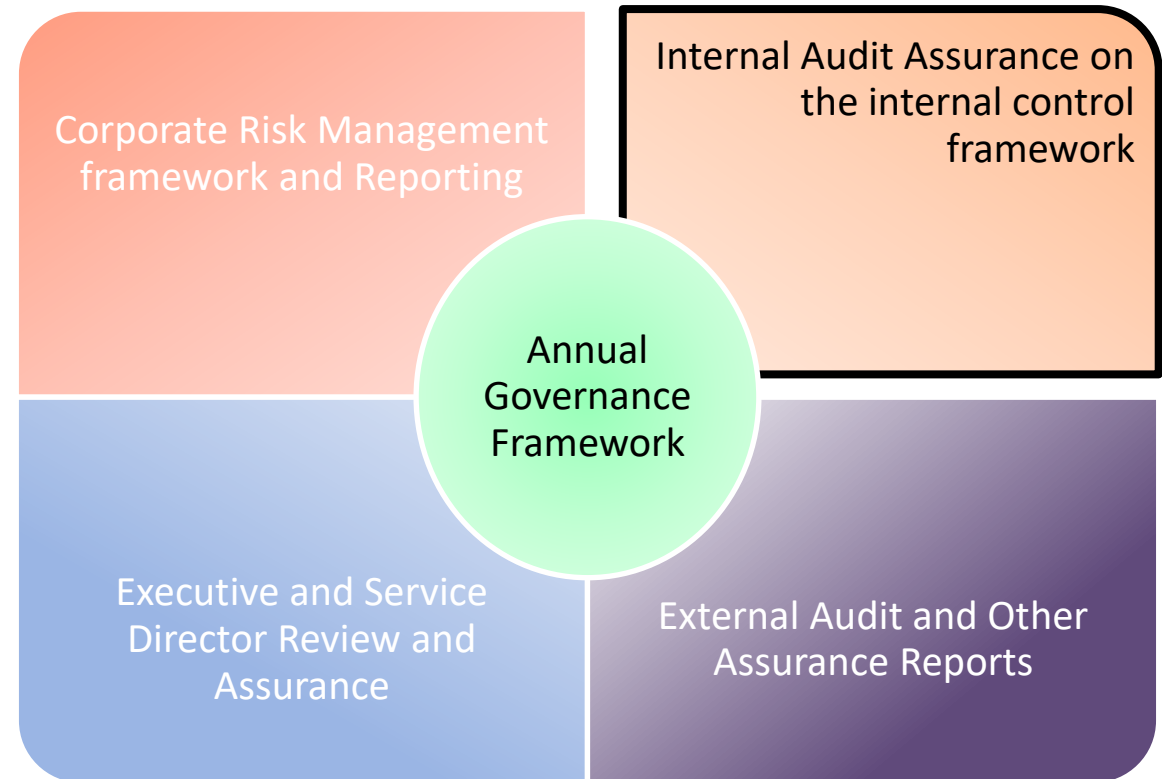 Corporate Risk Management
framework and Reporting
Internal Audit Assurance on
the internal control
framework
Annual
Governance
Framework
Executive and Service
Director Review and
Assurance
External Audit and Other
Assurance Reports